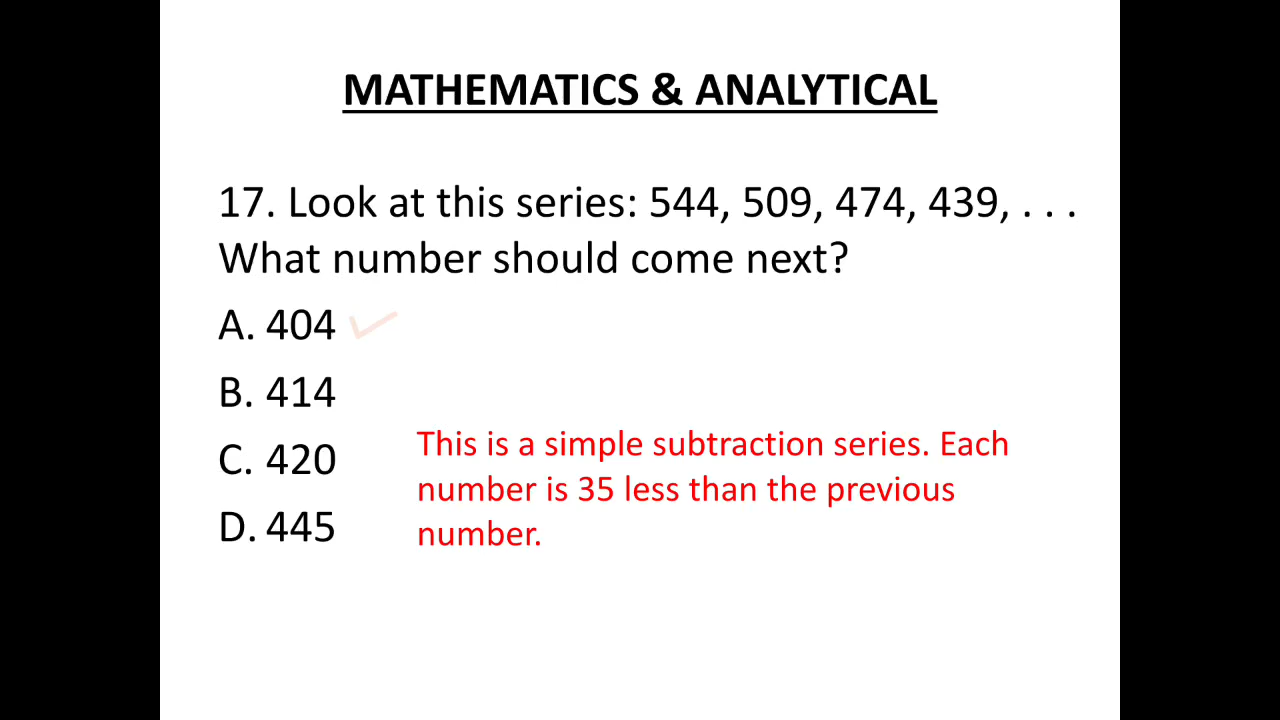 MATHEMATICS & ANALYTICAL
17. Look at this series: 544, 509, 474, 439, . . .
What number should come next?
A. 404
B. 414
C. 420
D. 445
This is a simple subtraction series. Each
number is 35 less than the previous
number.